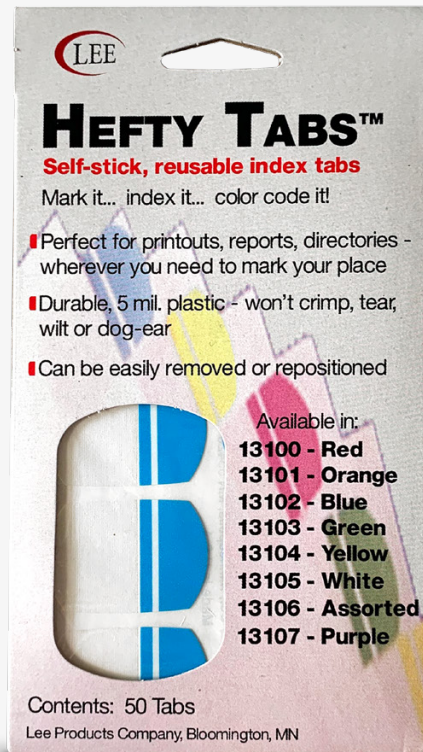 LEE
HEFTY TABS™
Self-stick, reusable index tabs
Mark it... index it... color code it!
Perfect for printouts, reports, directories -
wherever you need to mark your place
Durable, 5 mil. plastic - won't crimp, tear,
wilt or dog-ear
Can be easily removed or repositioned
Available in:
13100 - Red
13101 - Orange
13102 - Blue
13103 - Green
13104 - Yellow
13105 - White
13106 - Assorted
13107 - Purple
Contents: 50 Tabs
Lee Products Company, Bloomington, MN